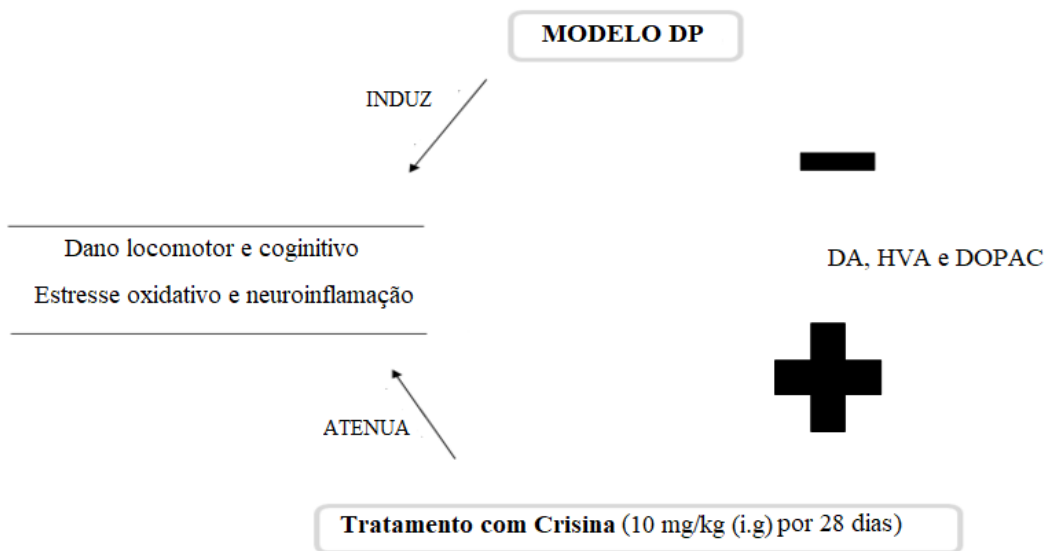 MODELO DP
INDUZ
Dano locomotor e coginitivo
DA, HVA e DOPAC
Estresse oxidativo e neuroinflamação
ATENUA
Tratamento com Crisina (10 mg/kg (i.g) por 28 dias)